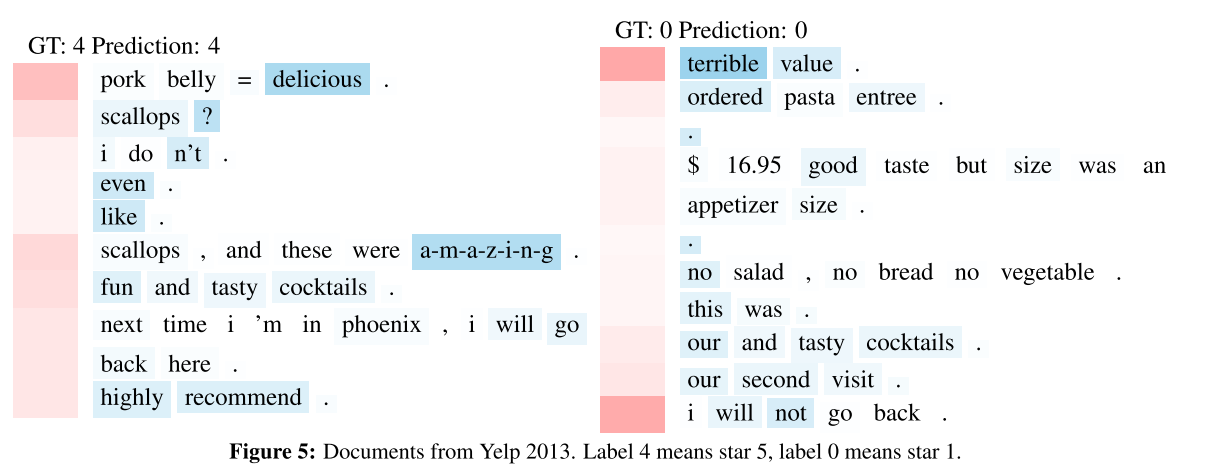 GT: 4 Prediction: 4
pork belly = delicious .
scallops ?
i do n't .
even .
like .
scallops , and these were a-m-a-z-i-n-g .
fun and tasty cocktails .
next time i 'm in phoenix , i will go
back here .
highly recommend .
GT: 0 Prediction: 0
terrible value .
ordered pasta entree .
.
$ 16.95 good taste but size was an
appetizer size .
.
no salad , no bread no vegetable .
this was .
our and tasty cocktails .
our second visit .
i will not go back .
Figure 5: Documents from Yelp 2013. Label 4 means star 5, label 0 means star 1.